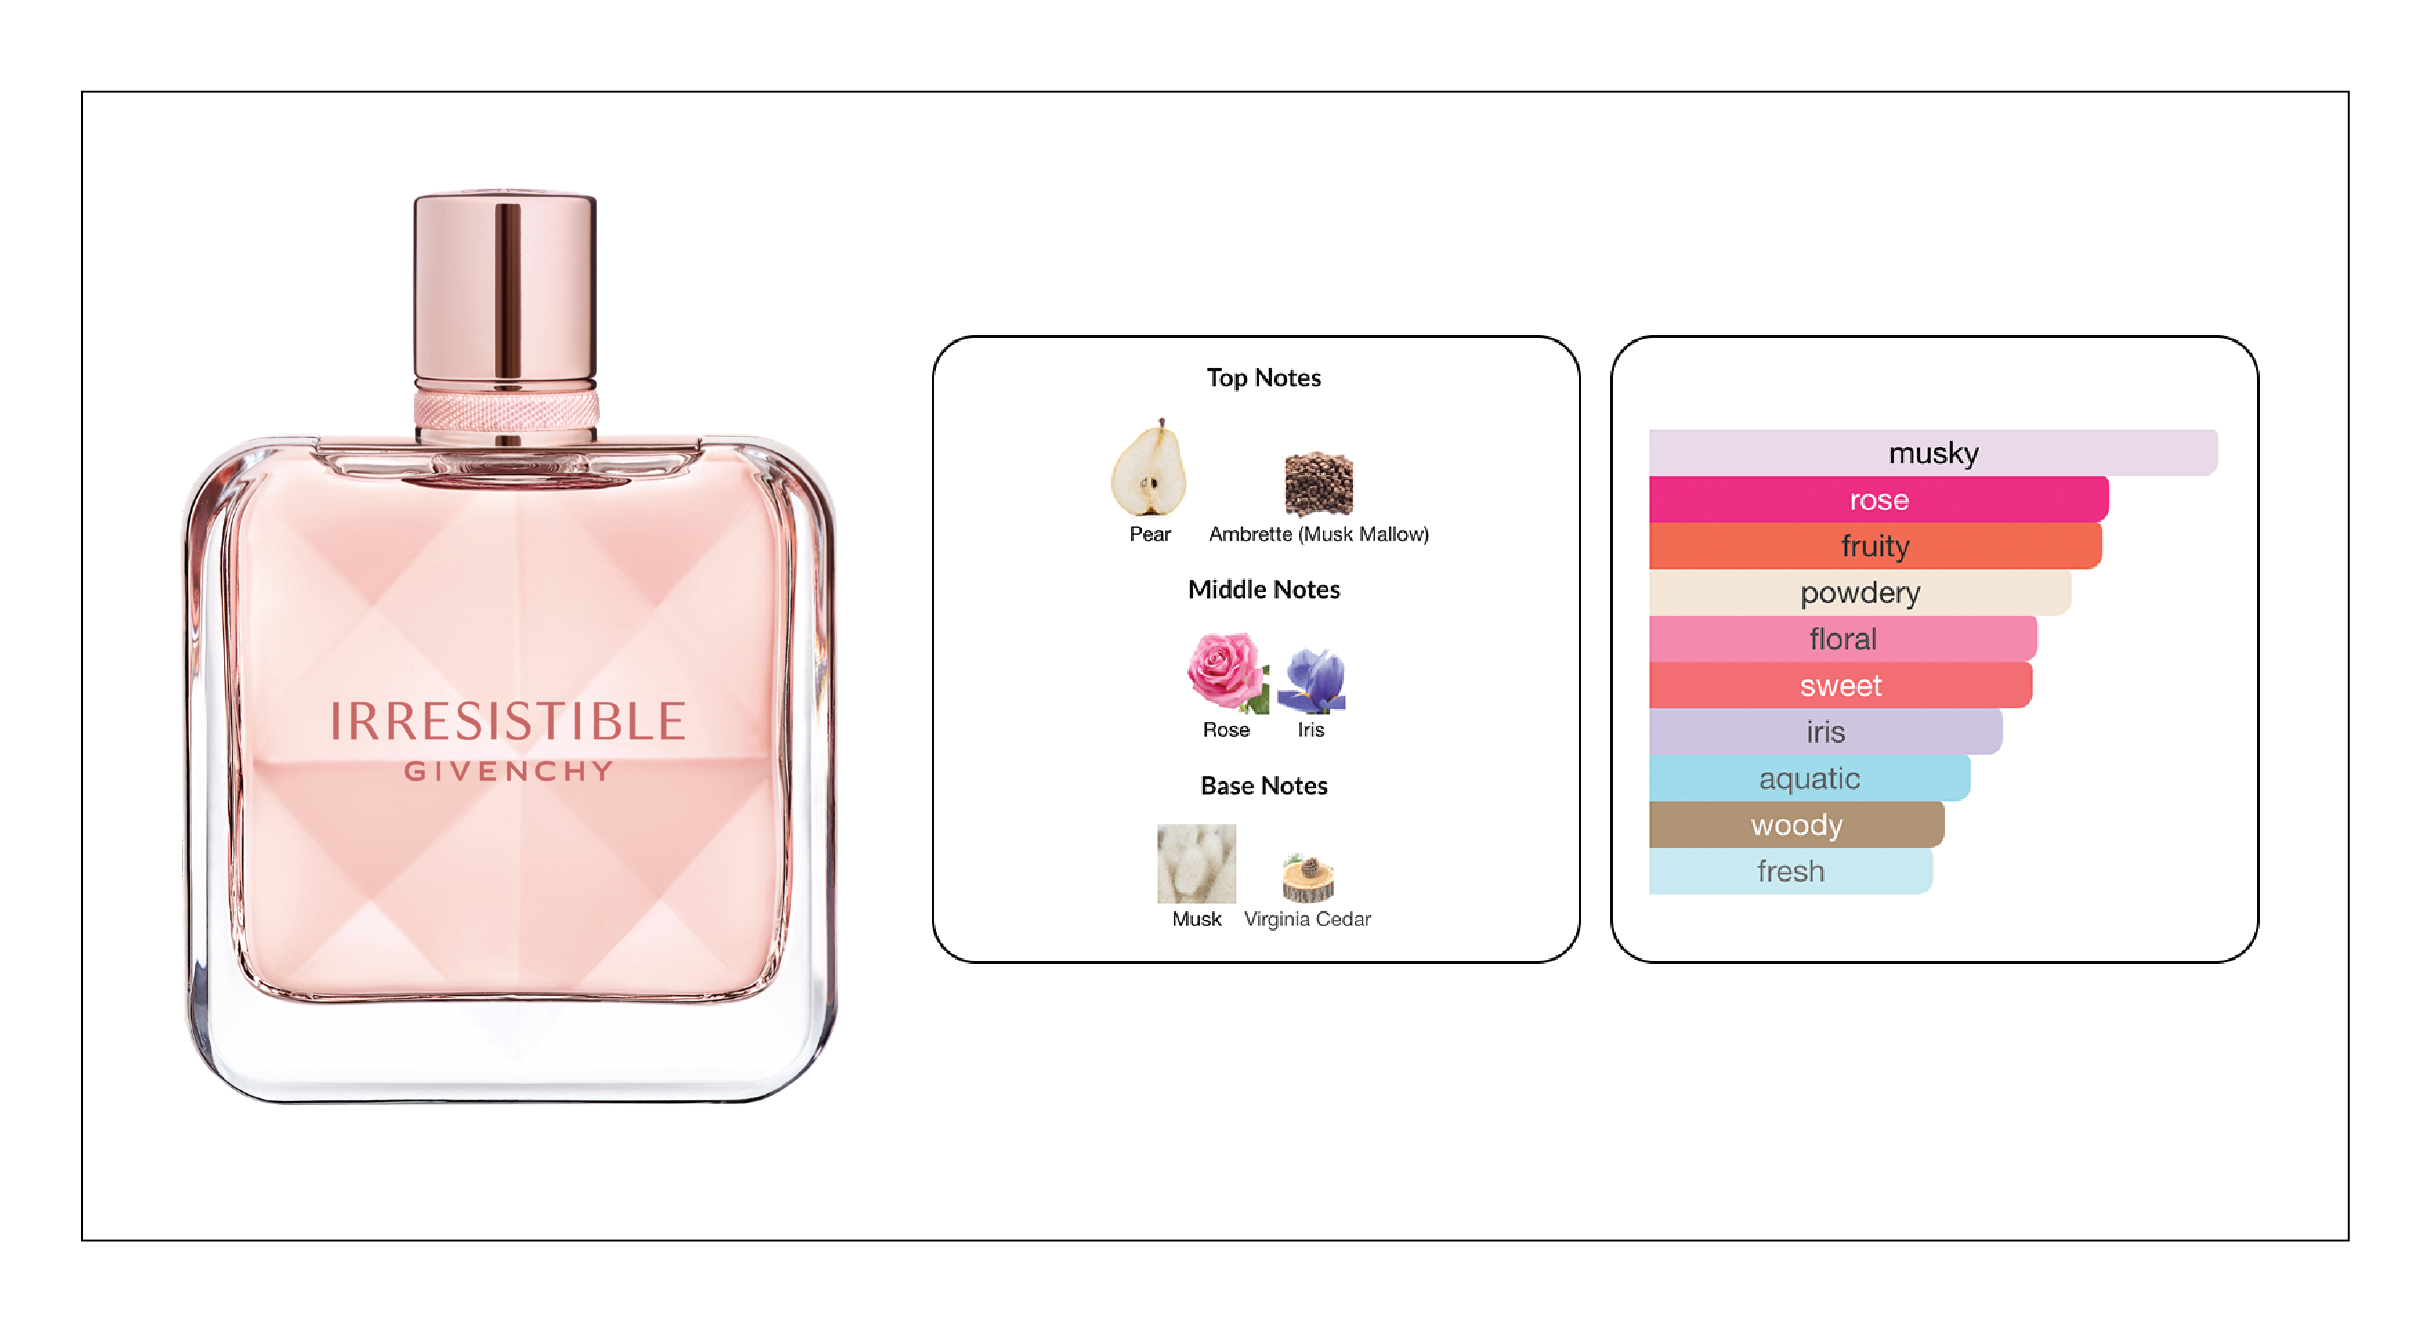 IRRESISTIBLE
GIVENCHY
Top Notes
Pear
Ambrette (Musk Mallow)
Middle Notes
Rose
Iris
Base Notes
Musk
Virginia Cedar
musky
rose
fruity
powdery
floral
sweet
iris
aquatic
woody
fresh